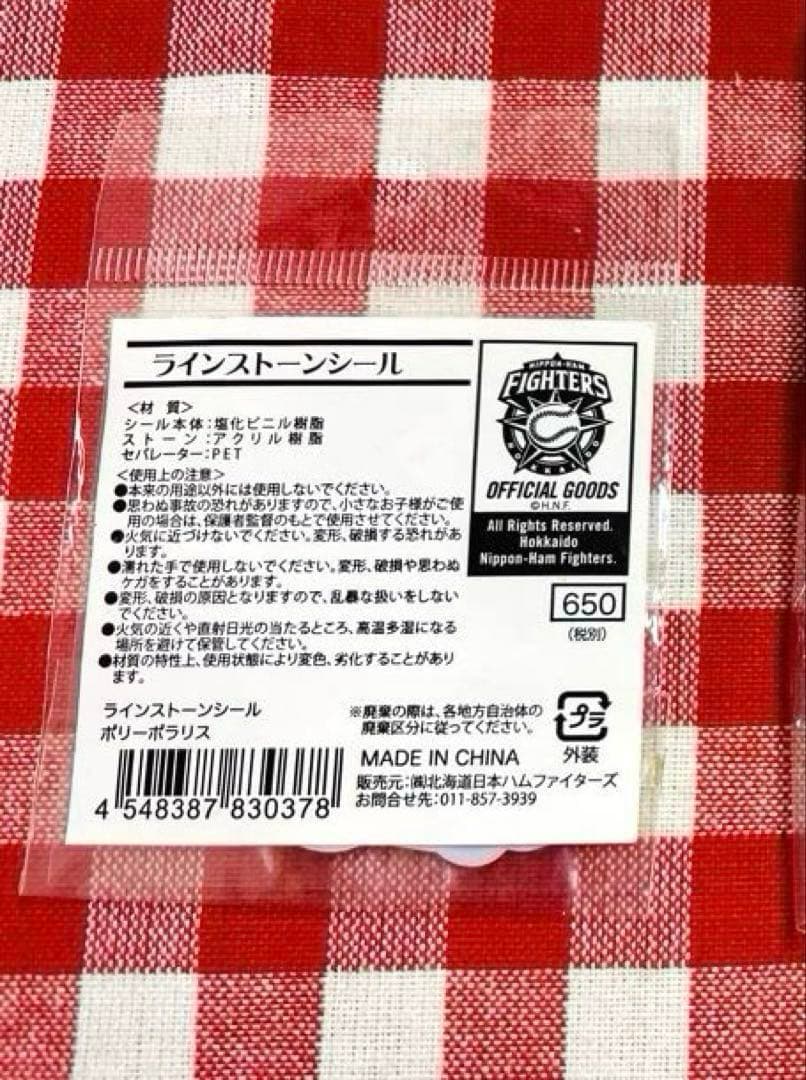 ラインストーンシール
NIPPON-HAM
FIGHTERS
HOKKAIDO
OFFICIAL GOODS
©H.N.F.
All Rights Reserved.
Hokkaido
Nippon-Ham Fighters.
<材 質>
シール本体:塩化ビニル樹脂
ストーン:アクリル樹脂
セパレーター:PET
<使用上の注意>
●本来の用途以外には使用しないでください。
●思わぬ事故の恐れがありますので、小さなお子様がご使
用の場合は、保護者監督のもとで使用させてください。
●火気に近づけないでください。変形、破損する恐れがあ
ります。
●濡れた手で使用しないでください。変形、破損や思わぬ
ケガをすることがあります。
●変形、破損の原因となりますので、乱暴な扱いをしない
でください。
●火気の近くや直射日光の当たるところ、高温多湿になる
場所を避けて保管してください。
●材質の特性上、使用状態により変色、劣化することがあり
ます。
650
(税別)
ラインストーンシール
ポリーポラリス
※廃棄の際は、各地方自治体の
廃棄区分に従ってください。
プラ
外装
MADE IN CHINA
販売元:㈱北海道日本ハムファイターズ
お問合せ先:011-857-3939
4 548387 830378